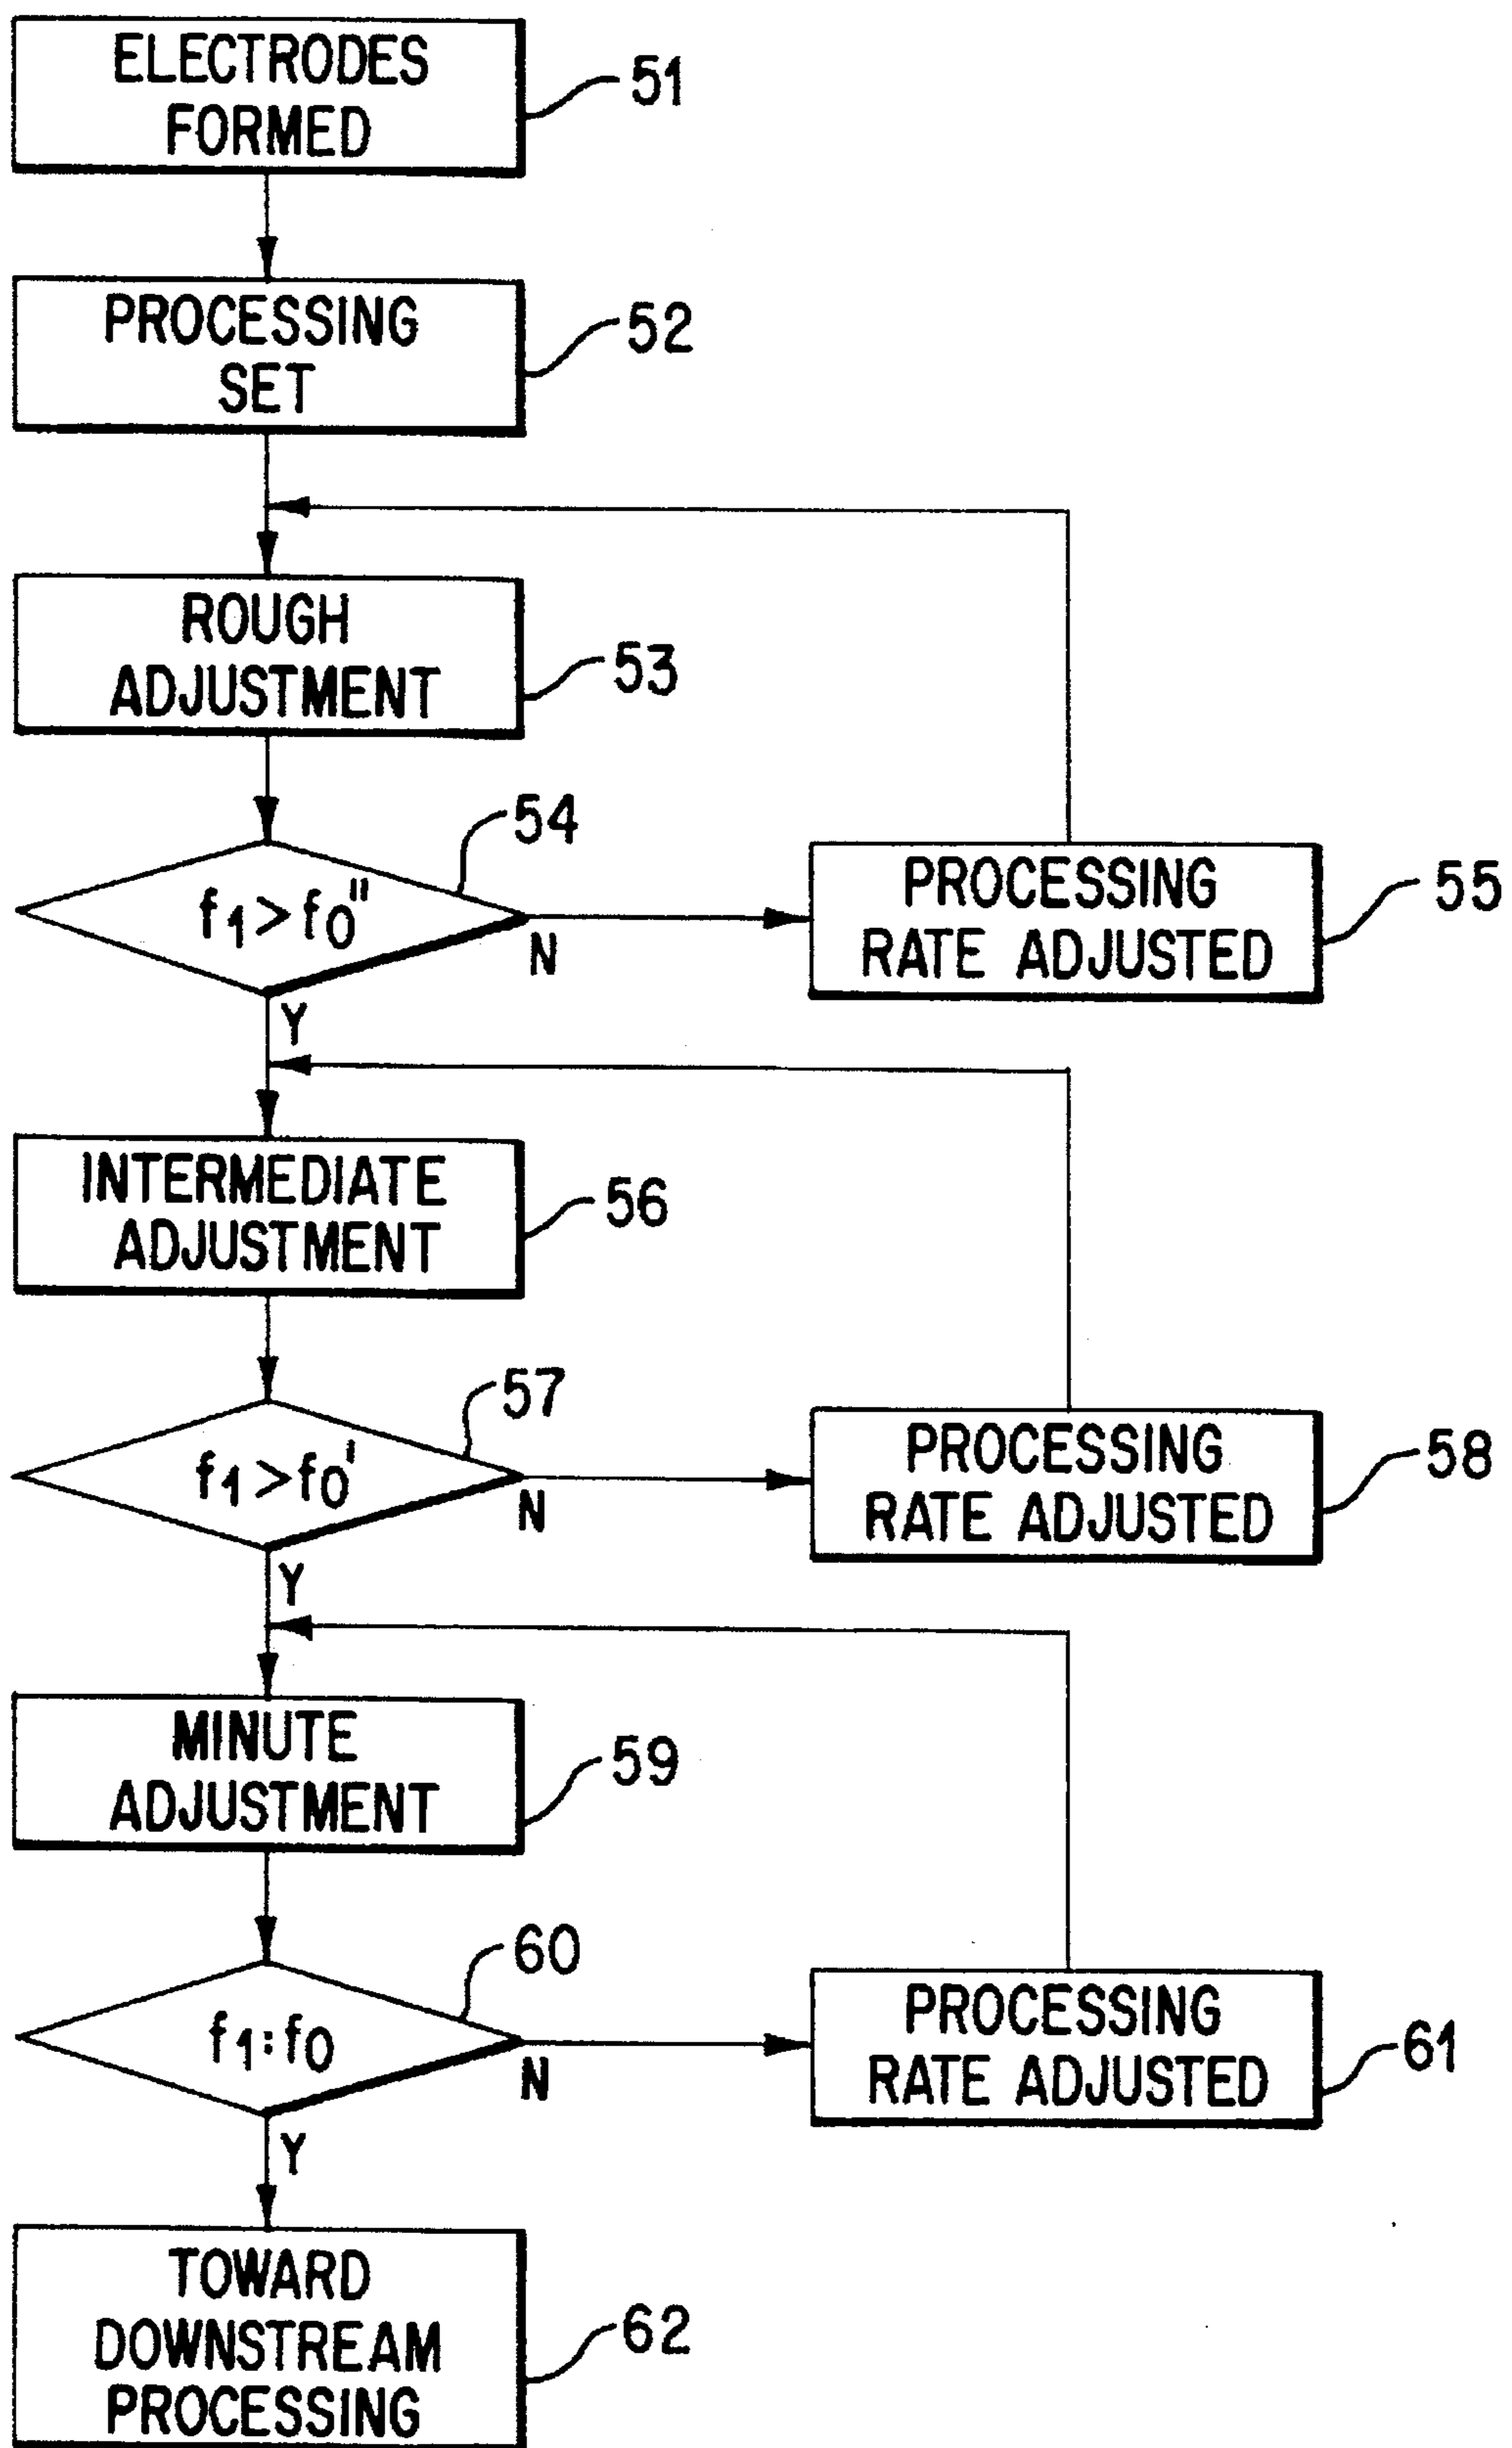 ELECTRODES
FORMED
51
PROCESSING
SET
52
ROUGH
ADJUSTMENT
53
54
f1>f0"
N
Y
PROCESSING
RATE ADJUSTED
55
INTERMEDIATE
ADJUSTMENT
56
57
f1>f0'
N
Y
PROCESSING
RATE ADJUSTED
58
MINUTE
ADJUSTMENT
59
60
f1:f0
N
Y
PROCESSING
RATE ADJUSTED
61
TOWARD
DOWNSTREAM
PROCESSING
62